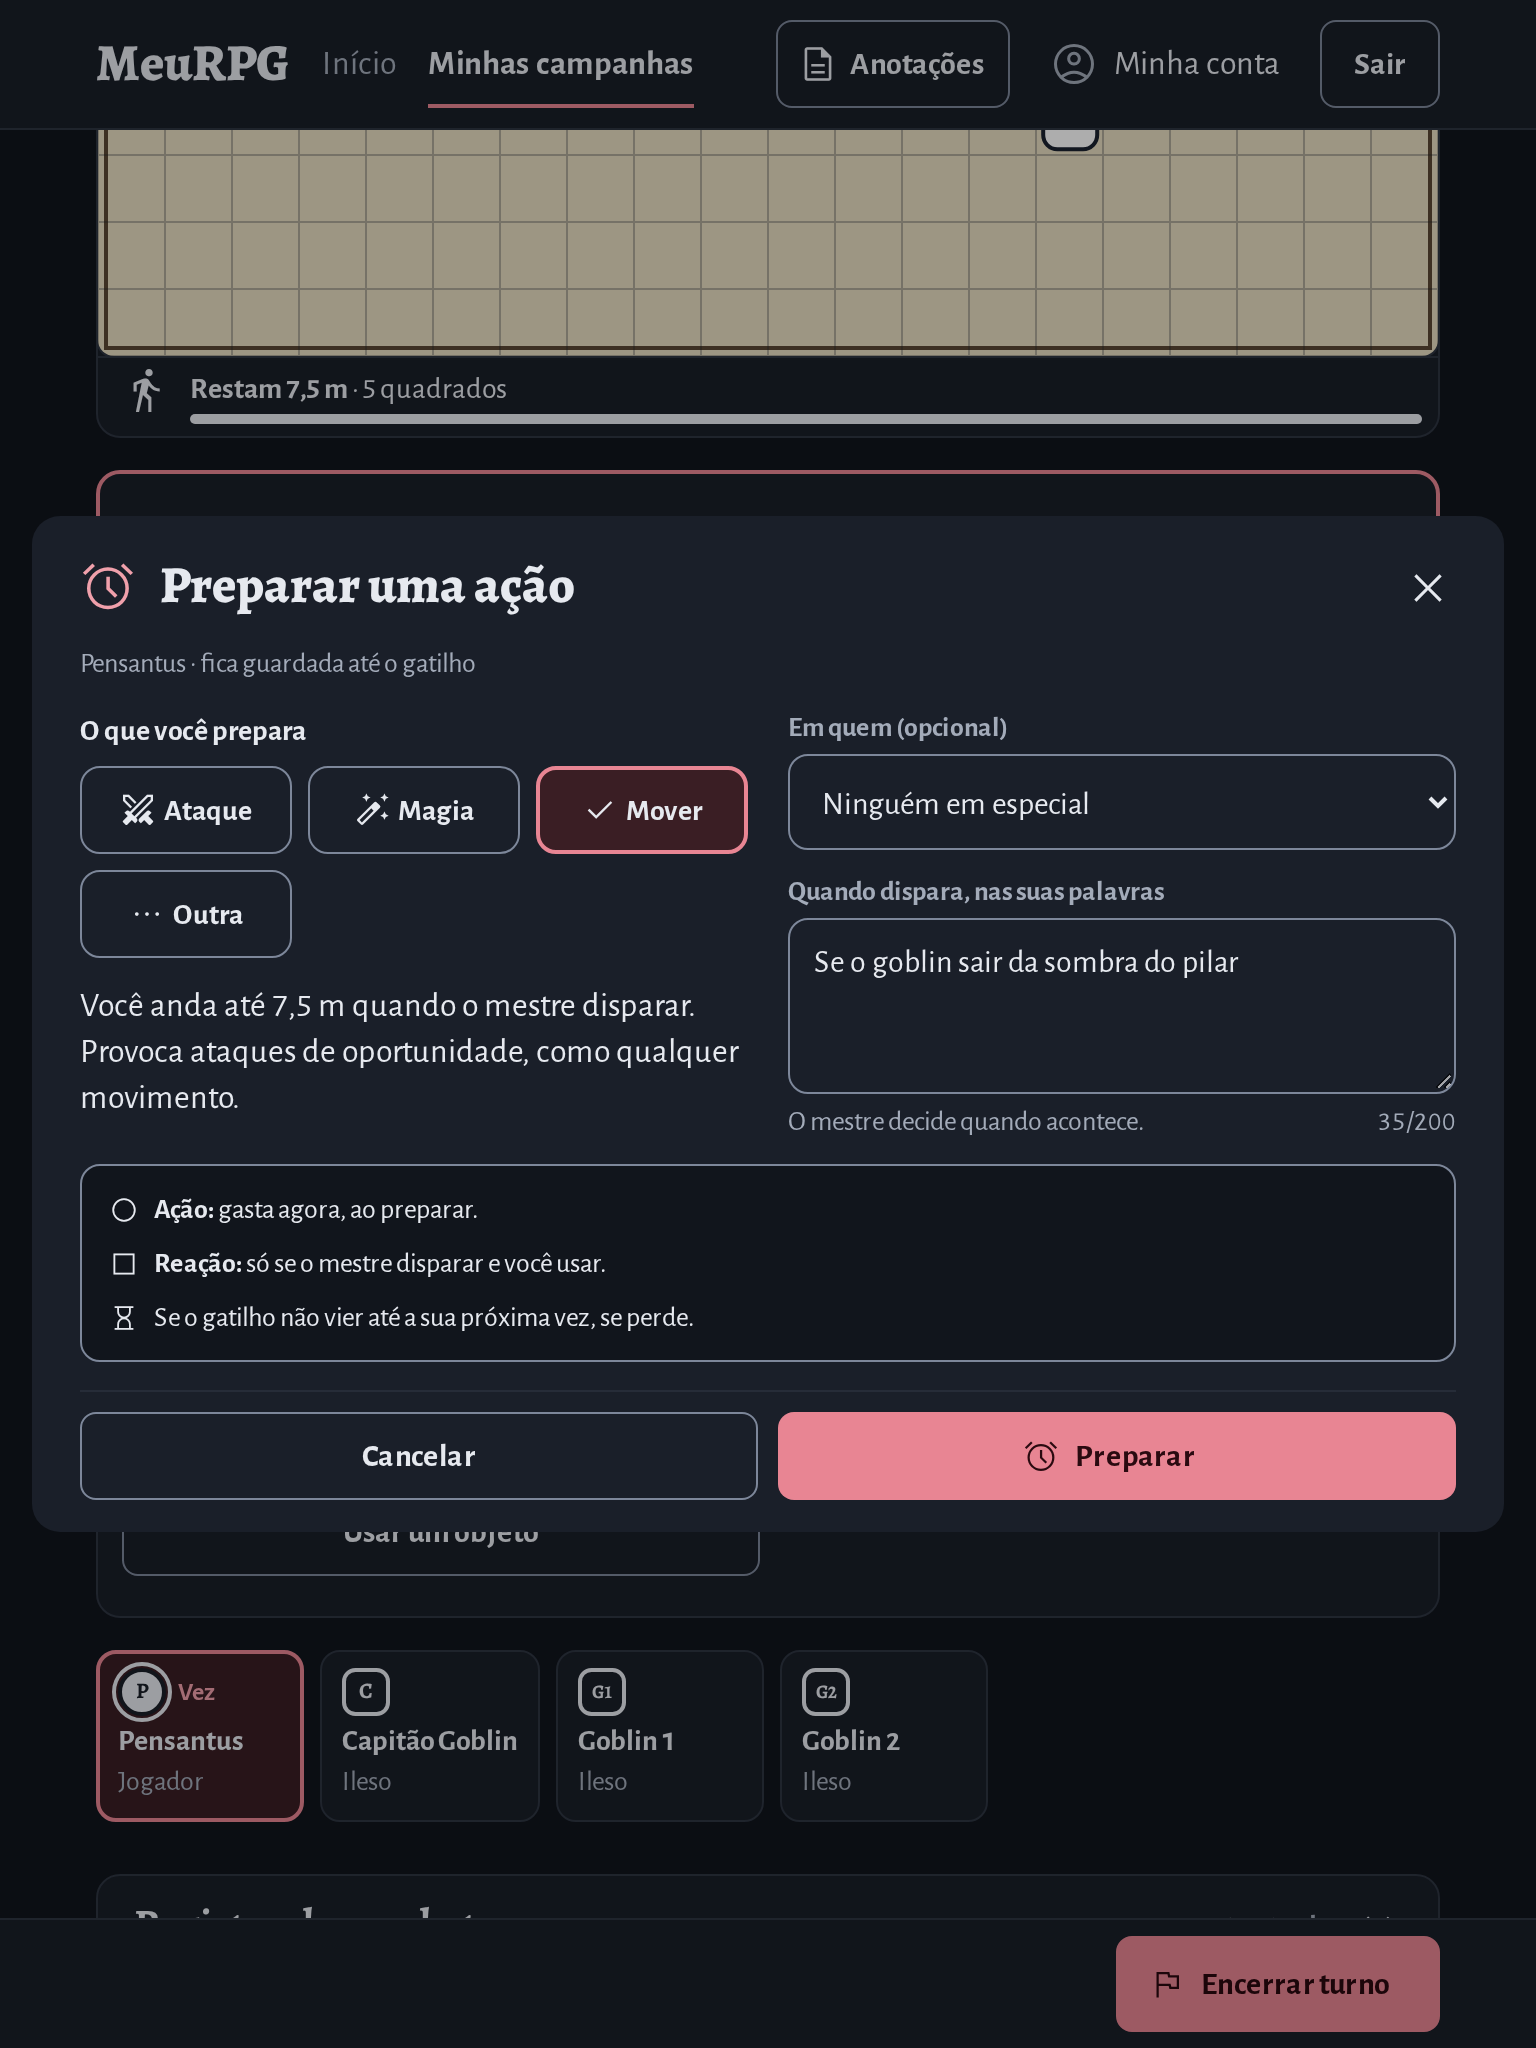 MeuRPG
Início
Minhas campanhas
Anotações
Minha conta
Sair
Restam 7,5 m · 5 quadrados
Preparar uma ação
Pensantus · fica guardada até o gatilho
O que você prepara
Ataque
Magia
Mover
Outra
Você anda até 7,5 m quando o mestre disparar.
Provoca ataques de oportunidade, como qualquer
movimento.
Em quem (opcional)
Ninguém em especial
Quando dispara, nas suas palavras
Se o goblin sair da sombra do pilar
O mestre decide quando acontece.
35/200
Ação: gasta agora, ao preparar.
Reação: só se o mestre disparar e você usar.
Se o gatilho não vier até a sua próxima vez, se perde.
Cancelar
Preparar
Usar um objeto
P
Vez
Pensantus
Jogador
C
Capitão Goblin
Ileso
G1
Goblin 1
Ileso
G2
Goblin 2
Ileso
Encerrar turno